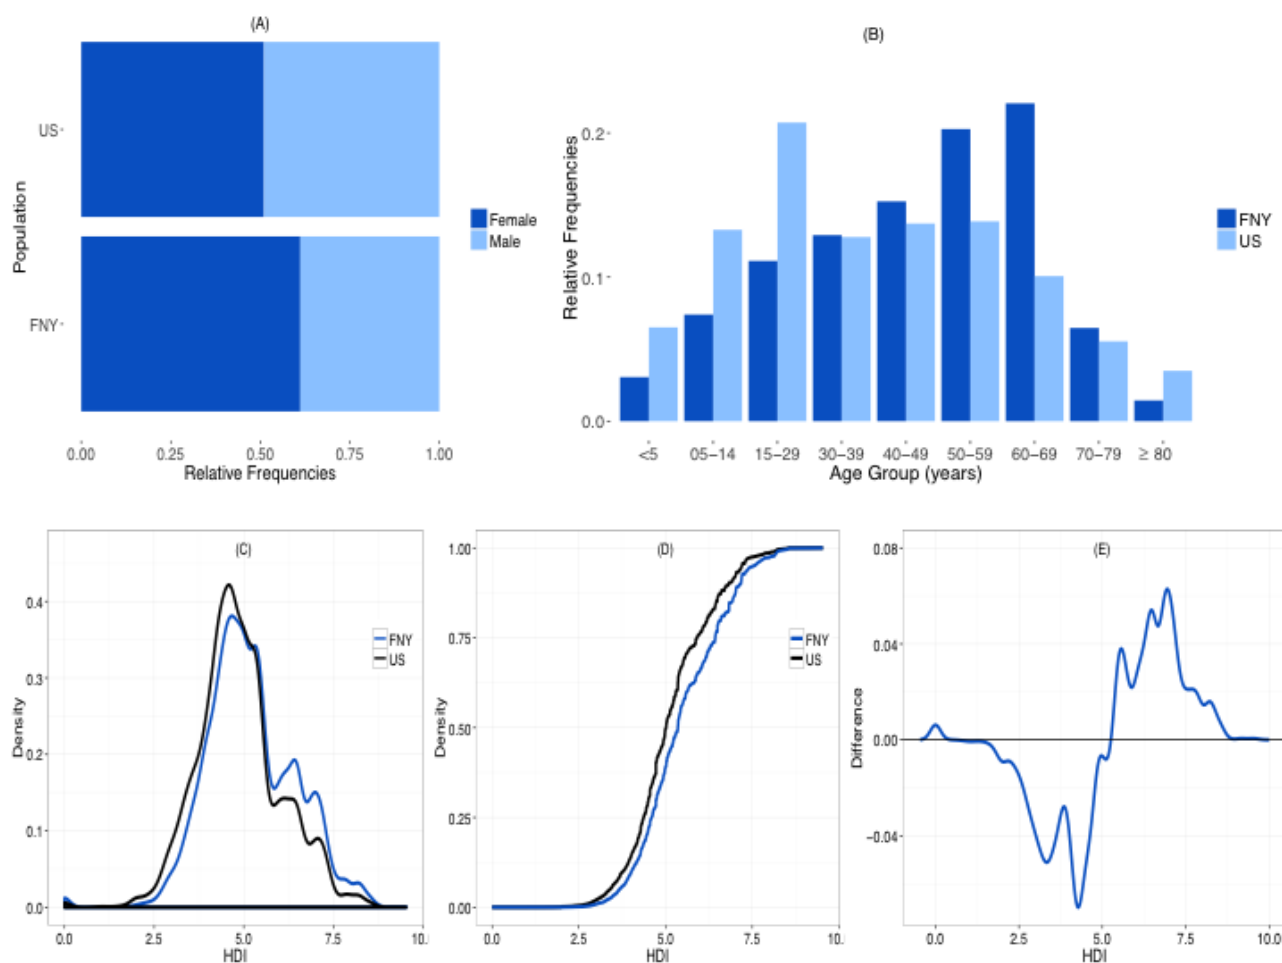 (A)
US
FNY
Population
0.00 0.25 0.50 0.75 1.00
Relative Frequencies
Female
Male
(B)
Relative Frequencies
0.2
0.1
0.0
<5 05–14 15–29 30–39 40–49 50–59 60–69 70–79 ≥ 80
Age Group (years)
FNY
US
(C)
Density
0.4
0.3
0.2
0.1
0.0
0.0 2.5 5.0 7.5 10.
HDI
FNY
US
(D)
Density
1.00
0.75
0.50
0.25
0.00
0.0 2.5 5.0 7.5 10.
HDI
FNY
US
(E)
Difference
0.08
0.04
0.00
−0.04
0.0 2.5 5.0 7.5 10.0
HDI